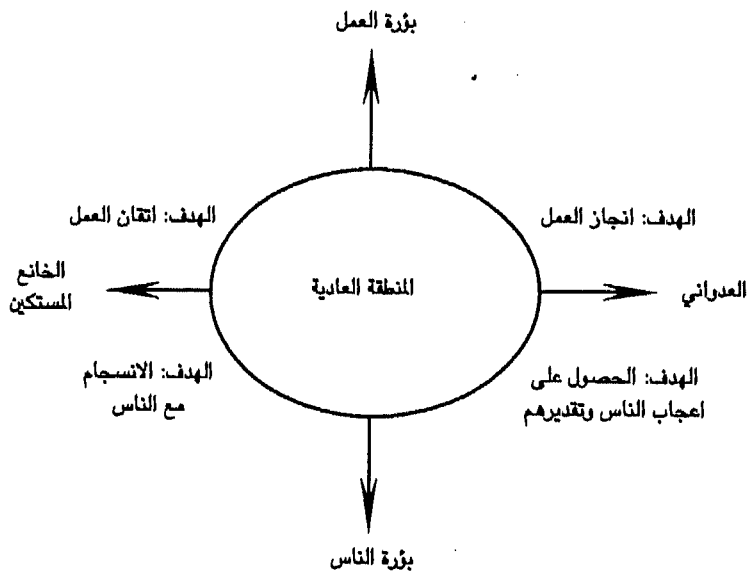 بؤرة العمل
الهدف: انجاز العمل
الهدف: اتقان العمل
العدواني
المنطقة العادية
الخانع
المستكين
الهدف: الحصول على
اعجاب الناس وتقديرهم
الهدف: الانسجام
مع الناس
بؤرة الناس